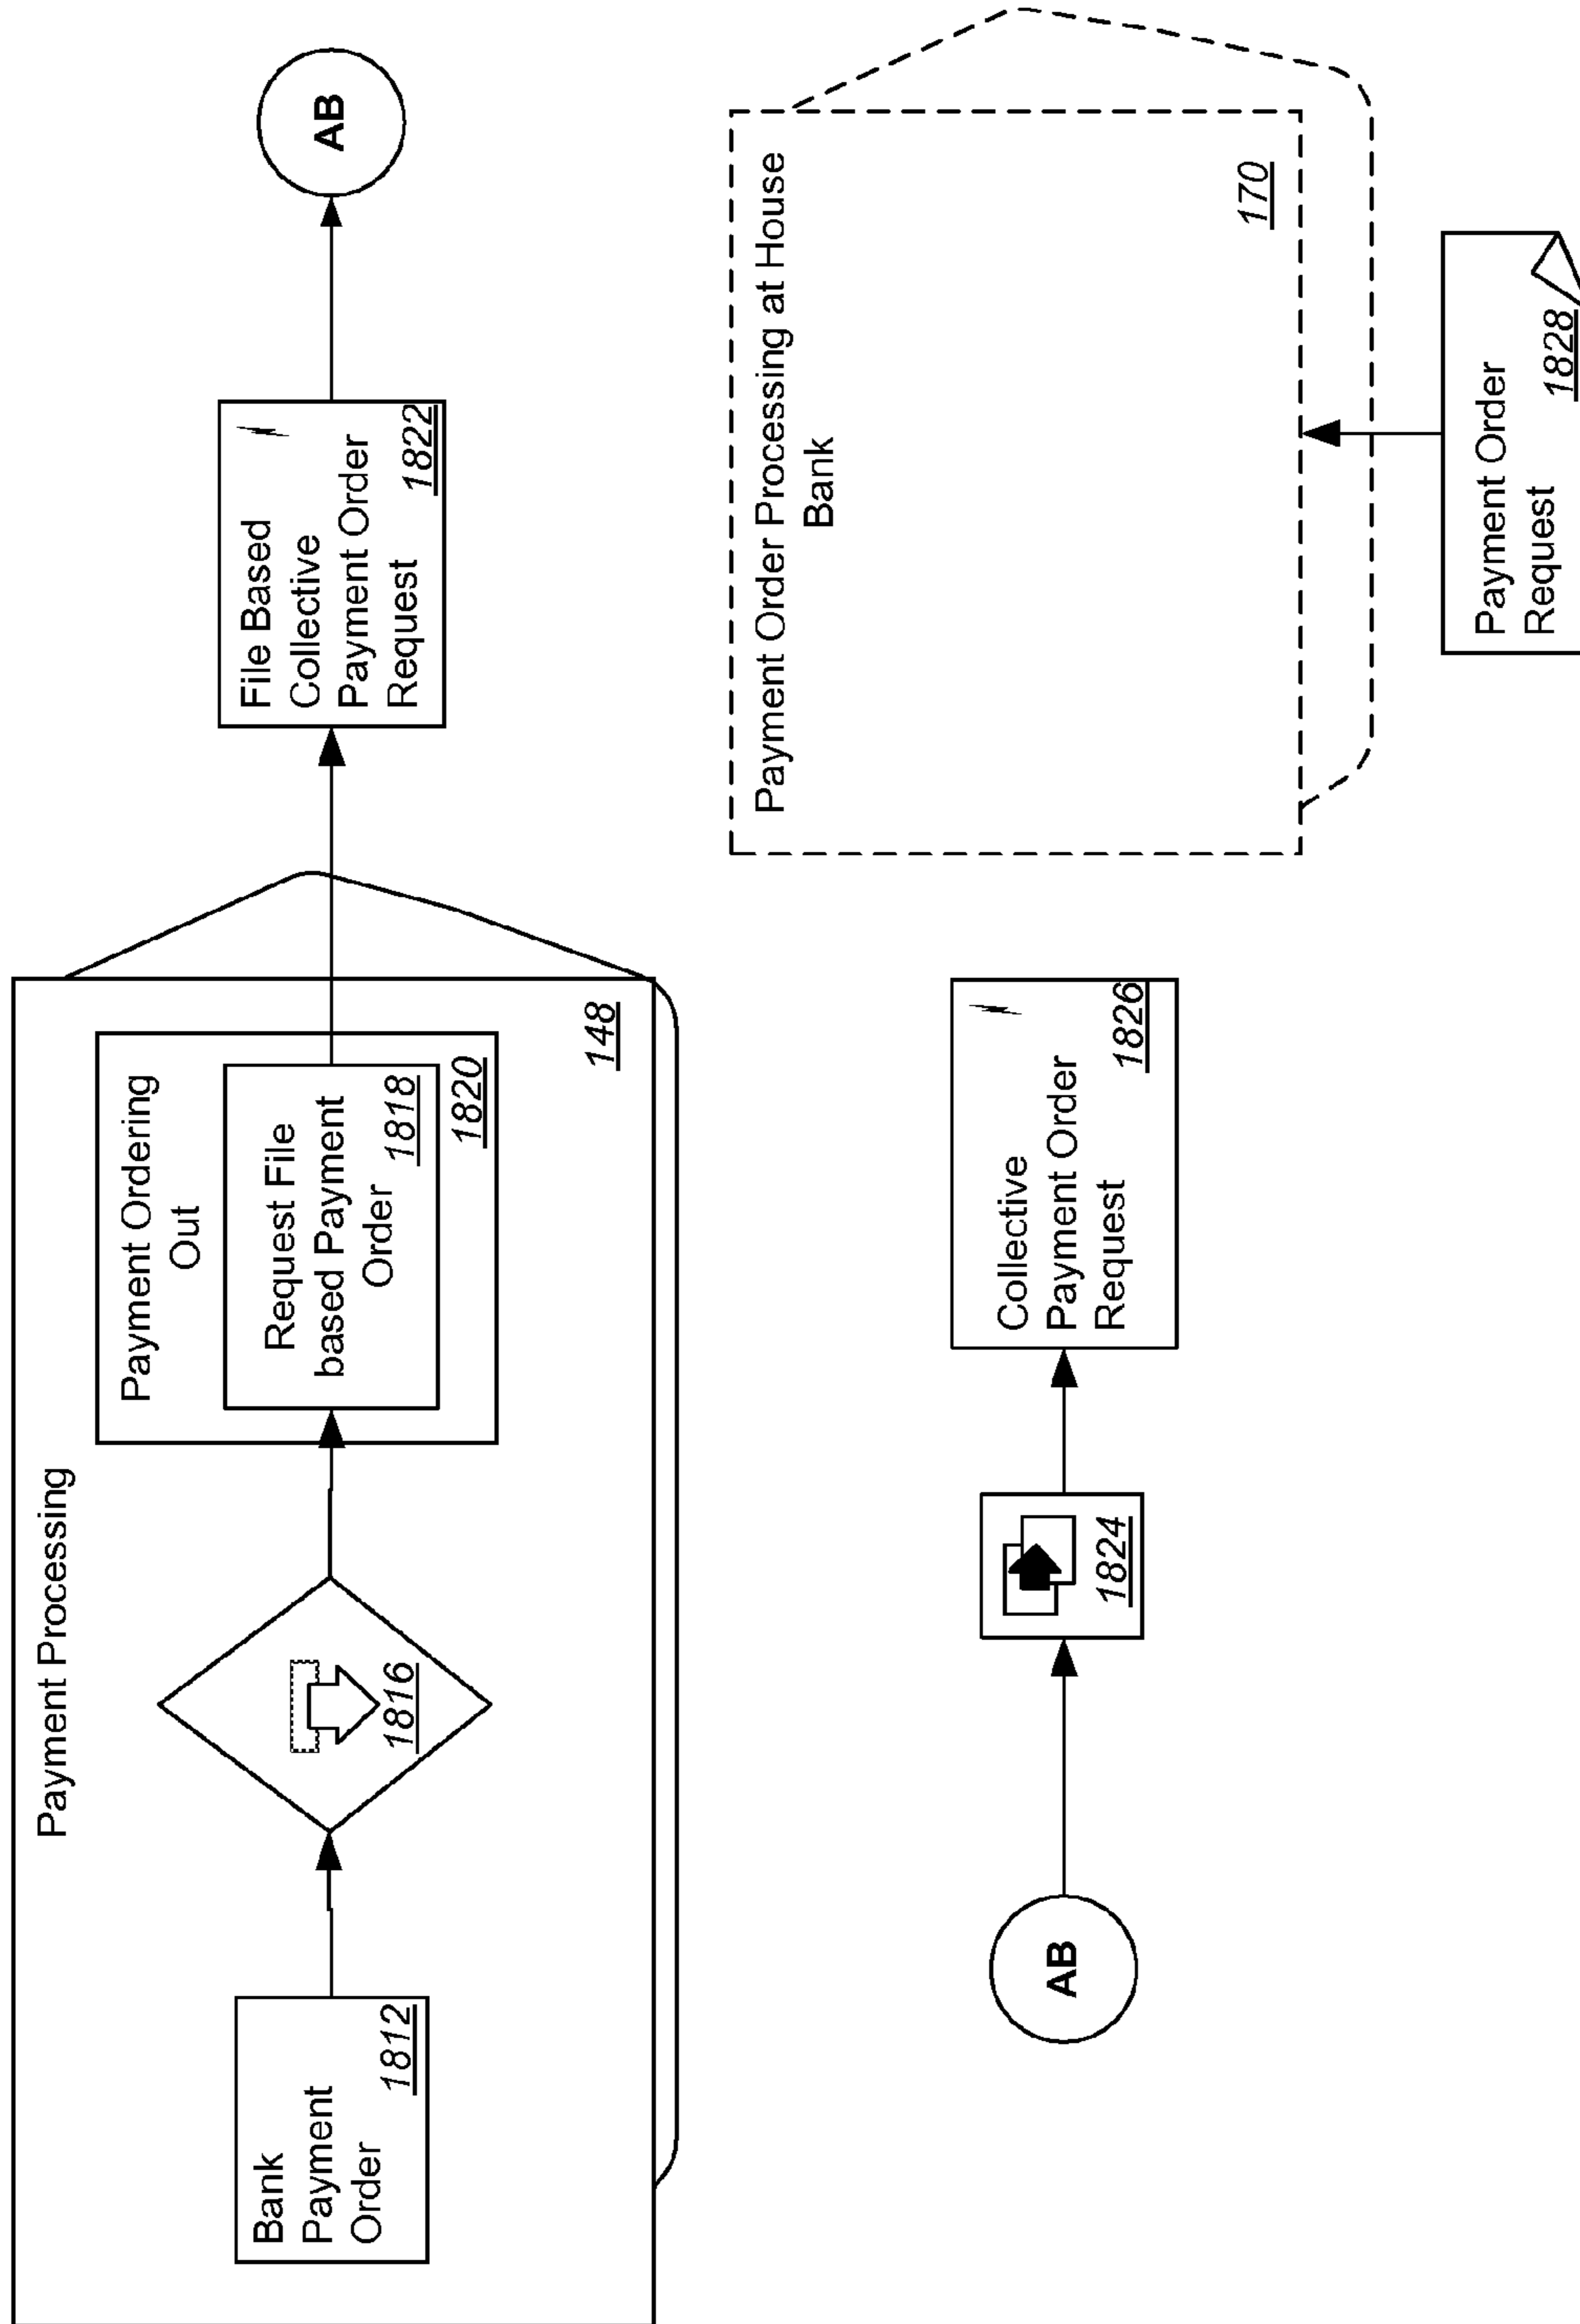 Payment Processing
Bank
Payment
Order
1812
1816
Payment Ordering
Out
Request File
based Payment
Order
1818
1820
148
File Based
Collective
Payment Order
Request
1822
AB
AB
1824
Collective
Payment Order
Request
1826
Payment Order Processing at House
Bank
170
Payment Order
Request
1828